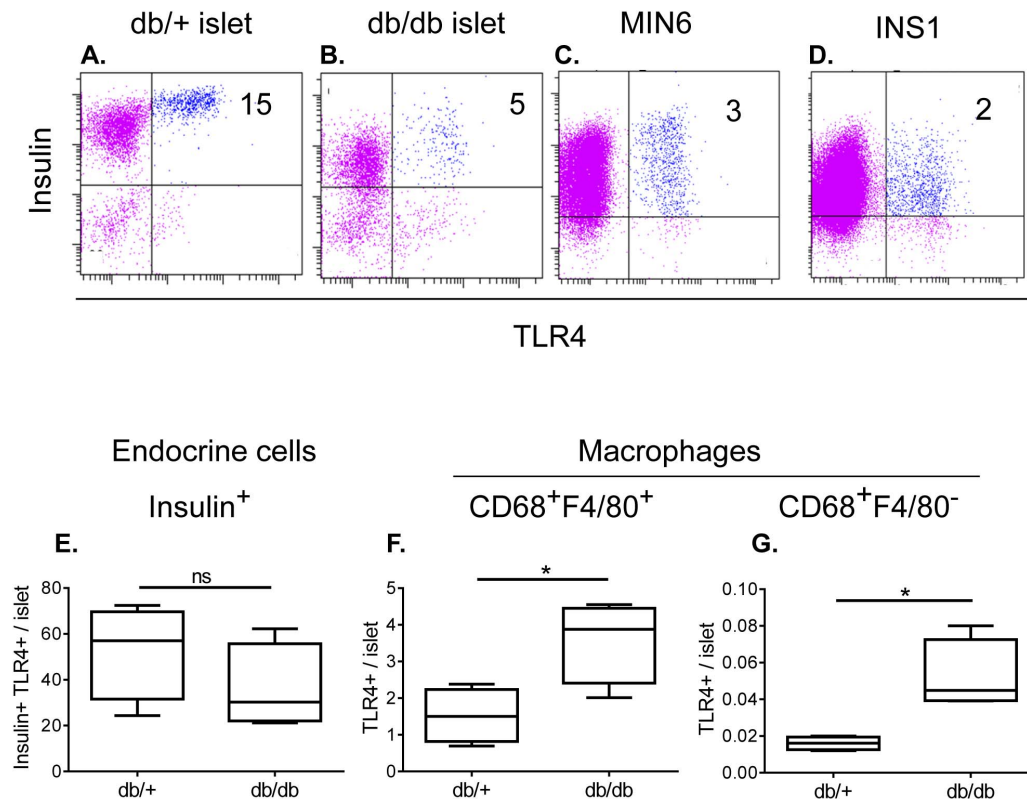 db/+ islet
db/db islet
MIN6
INS1
A.
B.
C.
D.
Insulin
15
5
3
2
TLR4
Endocrine cells
Macrophages
Insulin+
CD68+F4/80+
CD68+F4/80-
E.
F.
G.
Insulin+ TLR4+ / islet
80
60
40
20
0
ns
db/+
db/db
TLR4+ / islet
5
4
3
2
1
0
*
db/+
db/db
TLR4+ / islet
0.10
0.08
0.06
0.04
0.02
0.00
*
db/+
db/db